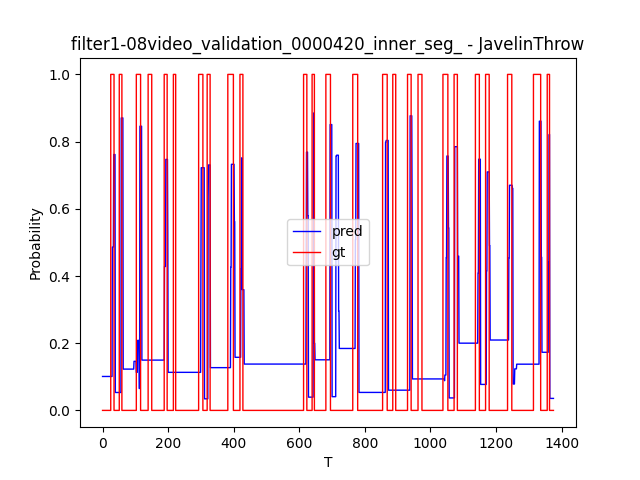 filter1-08video_validation_0000420_inner_seg_ - JavelinThrow
1.0
0.8
0.6
0.4
0.2
0.0
Probability
pred
gt
0 200 400 600 800 1000 1200 1400
T